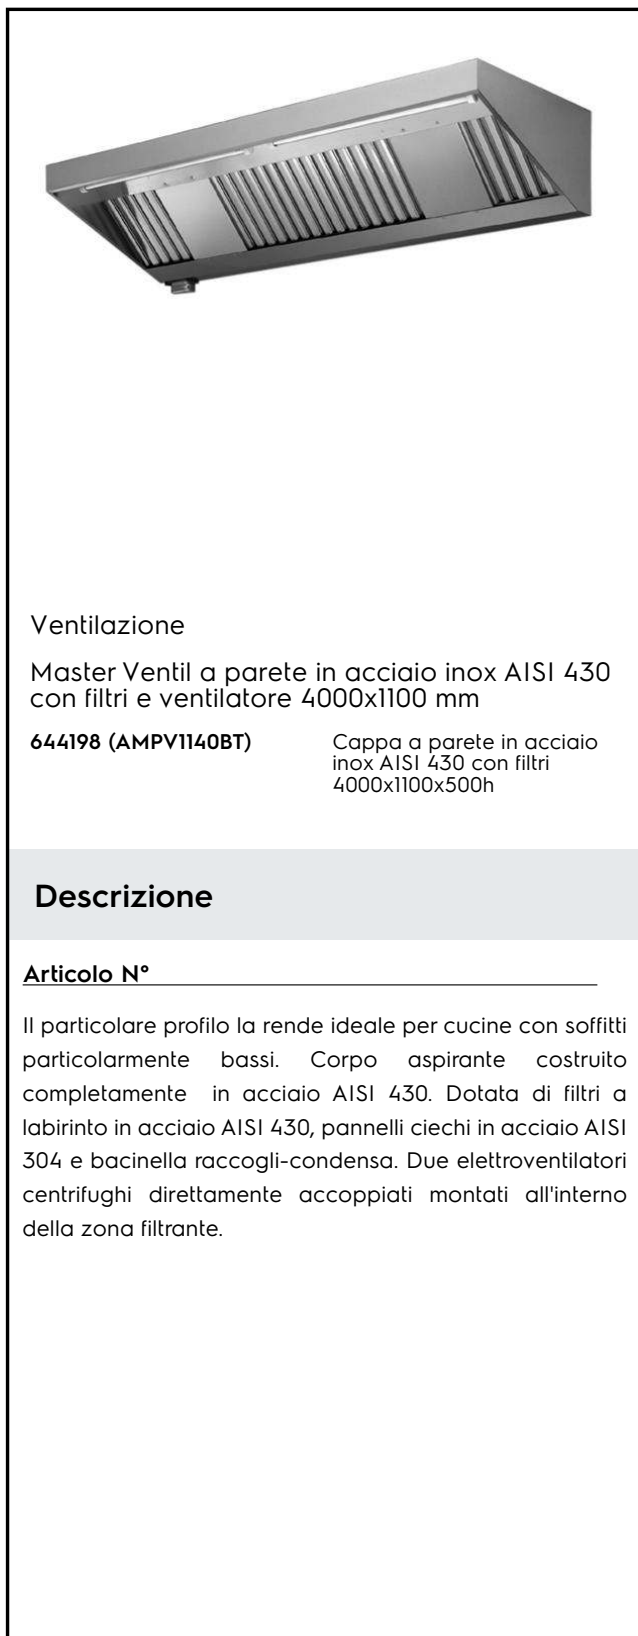 Ventilazione
Master Ventil a parete in acciaio inox AISI 430
con filtri e ventilatore 4000x1100 mm
644198 (AMPV1140BT)
Cappa a parete in acciaio
inox AISI 430 con filtri
4000x1100x500h
Descrizione
Articolo N°
Il particolare profilo la rende ideale per cucine con soffitti
particolarmente bassi. Corpo aspirante costruito
completamente in acciaio AISI 430. Dotata di filtri a
labirinto in acciaio AISI 430, pannelli ciechi in acciaio AISI
304 e bacinella raccogli-condensa. Due elettroventilatori
centrifughi direttamente accoppiati montati all'interno
della zona filtrante.